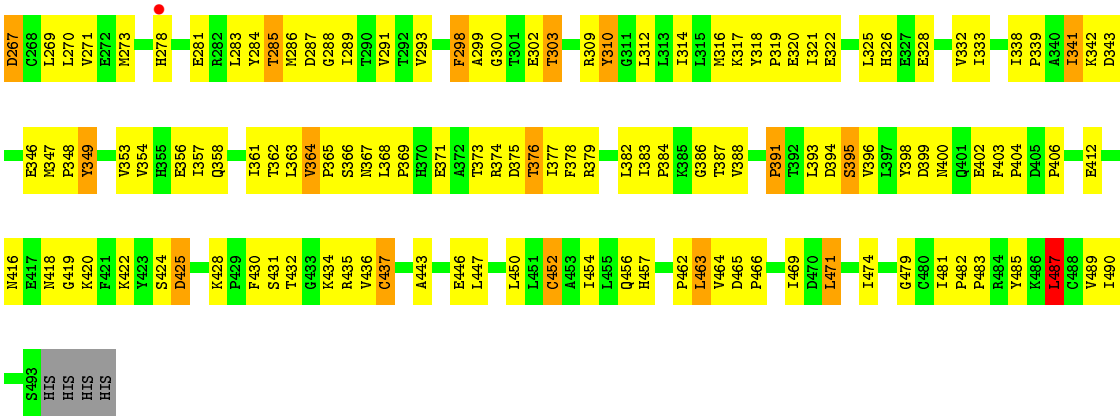 D267 C268 L269 L270 V271 E272 M273 H278 E281 R282 L283 Y284 T285 M286 D287 G288 I289 T290 V291 T292 V293 F298 A299 G300 T301 E302 T303 R309 Y310 G311 L312 L313 I314 L315 M316 K317 Y318 P319 E320 I321 E322 L325 H326 E327 E328 V332 I333 I338 P339 A340 I341 K342 D343
E346 M347 P348 Y349 V353 V354 H355 E356 I357 Q358 I361 T362 L363 V364 P365 S366 N367 L368 P369 H370 E371 A372 T373 R374 D375 T376 I377 F378 R379 L382 I383 P384 K385 G386 T387 V388 P391 T392 L393 D394 S395 V396 L397 Y398 D399 N400 Q401 E402 F403 P404 D405 P406 E412
N416 E417 N418 G419 K420 F421 K422 Y423 S424 D425 K428 P429 F430 S431 T432 G433 K434 R435 V436 C437 A443 E446 L447 L450 L451 C452 A453 I454 L455 Q456 H457 P462 L463 V464 D465 P466 I469 D470 L471 I474 G479 C480 I481 P482 P483 R484 Y485 K486 L487 C488 V489 I490
S493 HIS HIS HIS HIS